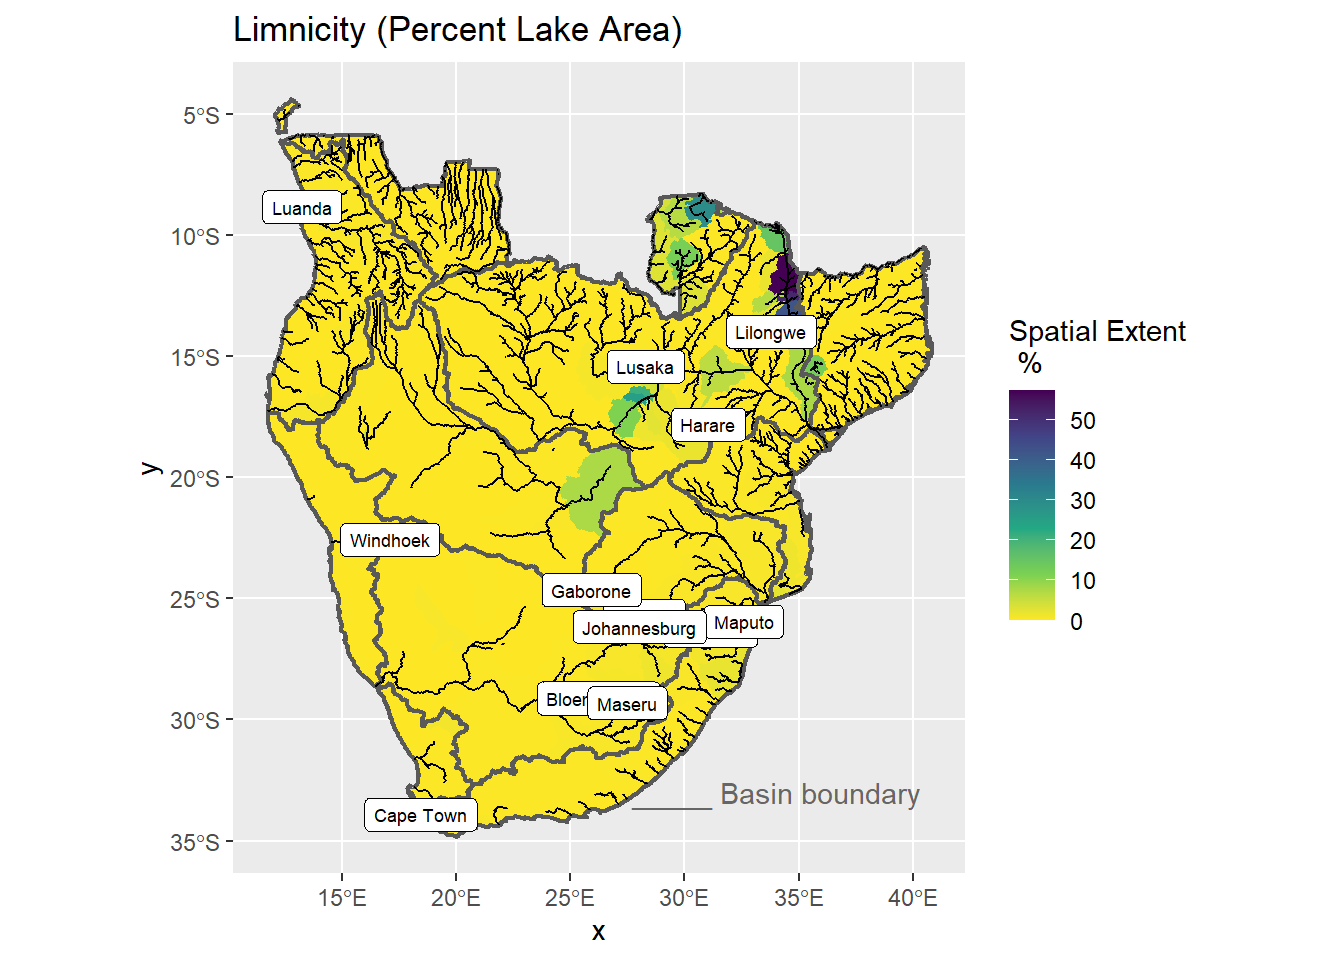 Limnicity (Percent Lake Area)
5°S
10°S
15°S
20°S
25°S
30°S
35°S
y
Luanda
Lilongwe
Lusaka
Harare
Windhoek
Gaborone
Johannesburg
Maputo
Maseru
Cape Town
Basin boundary
15°E
20°E
25°E
30°E
35°E
40°E
x
Spatial Extent
%
50
40
30
20
10
0